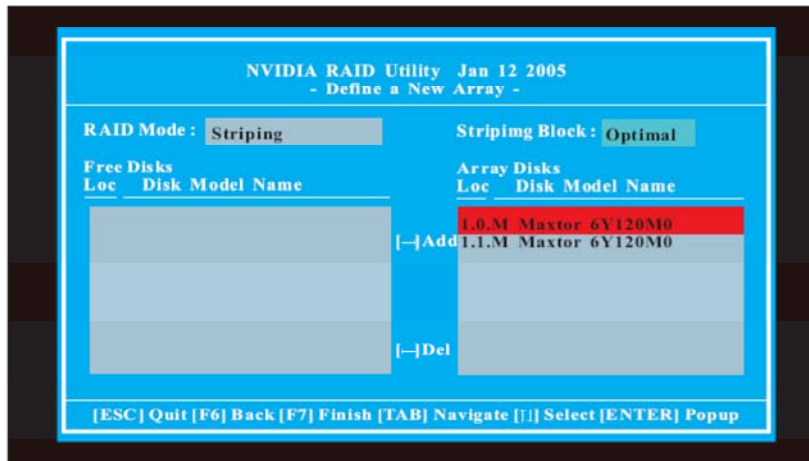 NVIDIA RAID Utility Jan 12 2005
- Define a New Array -
RAID Mode : Striping
Stripimg Block : Optimal
Free Disks
Loc Disk Model Name
Array Disks
Loc Disk Model Name
1.0.M Maxtor 6Y120M0
1.1.M Maxtor 6Y120M0
[—]Add
[—]Del
[ESC] Quit [F6] Back [F7] Finish [TAB] Navigate [↑↓] Select [ENTER] Popup